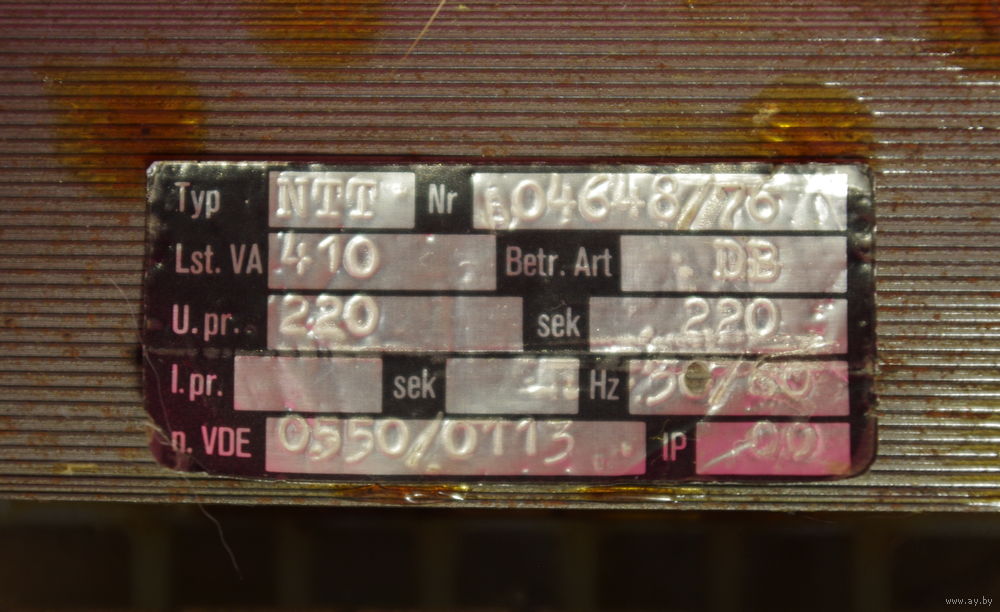 Typ NTT Nr 04648/76
Lst. VA 410 Betr. Art DB
U.pr. 220 sek 220
I.pr. sek Hz 50/60
n. VDE 0550/0113 IP 00
www.ay.by